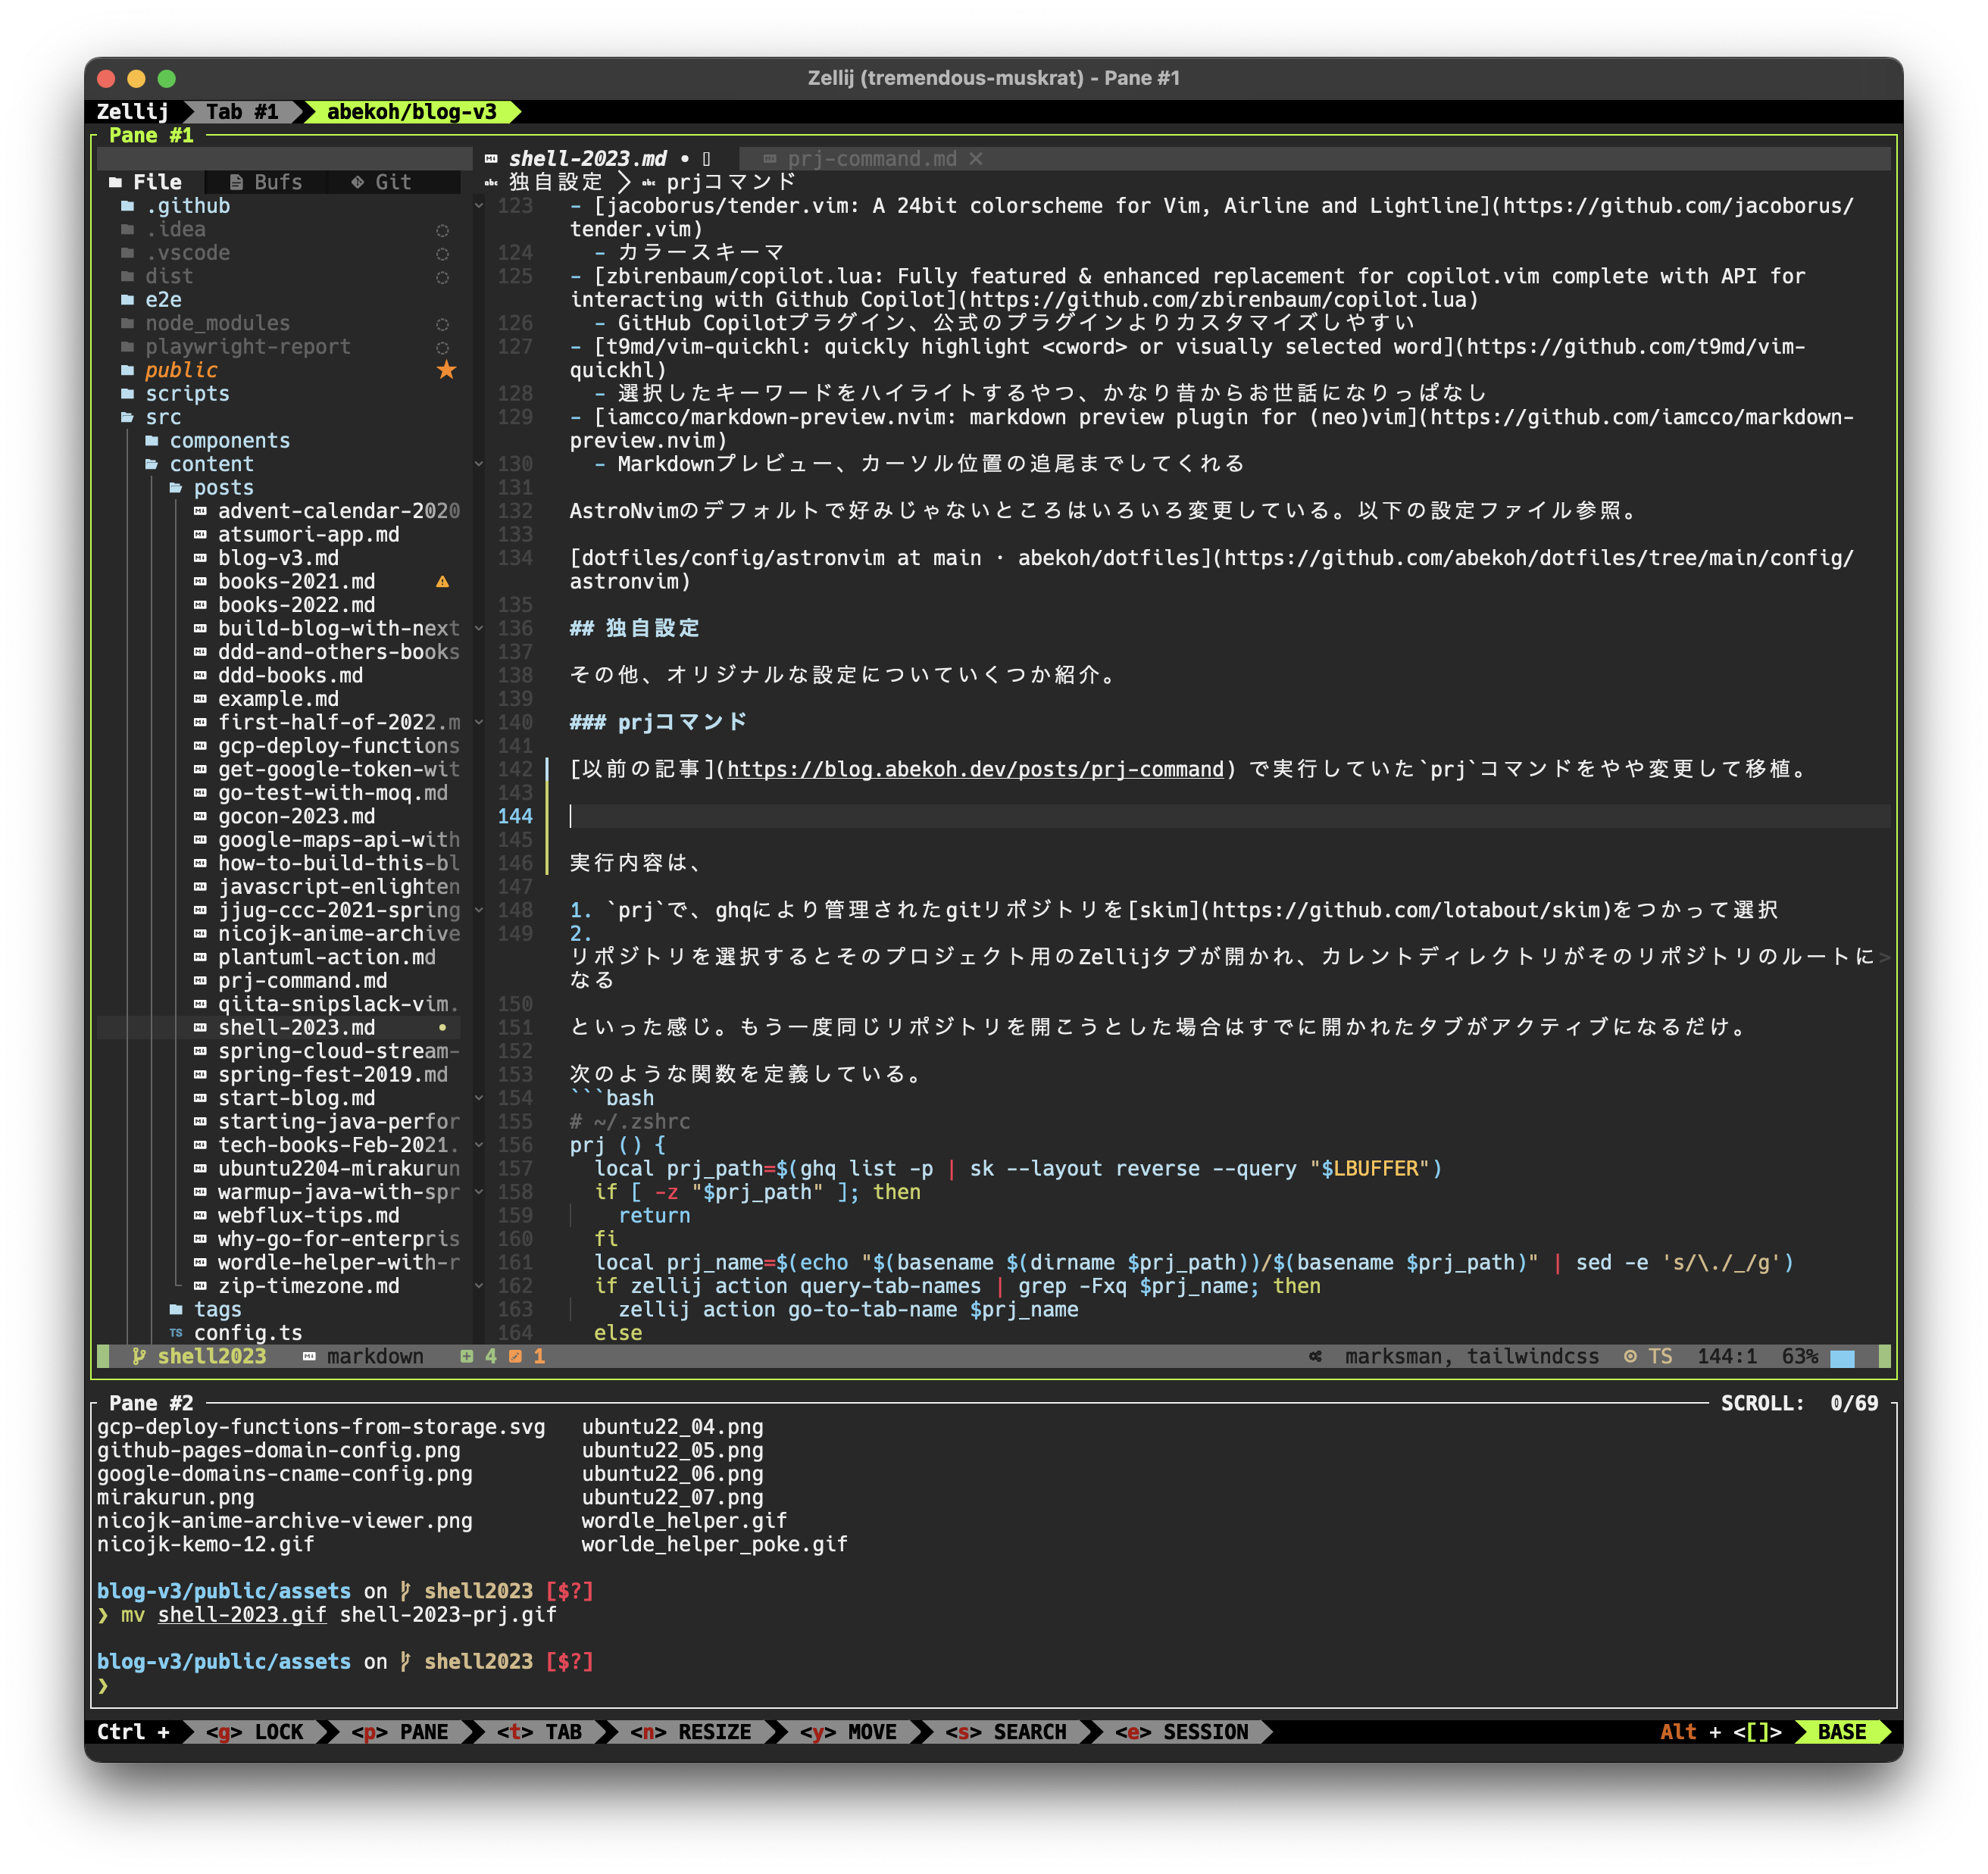 Zellij (tremendous-muskrat) - Pane #1
Zellij Tab #1 abekoh/blog-v3
Pane #1
shell-2023.md • prj-command.md ✕
File Bufs Git
独自設定 〉 prjコマンド
.github
.idea
.vscode
dist
e2e
node_modules
playwright-report
public ★
scripts
src
components
content
posts
advent-calendar-2020
atsumori-app.md
blog-v3.md
books-2021.md
books-2022.md
build-blog-with-next
ddd-and-others-books
ddd-books.md
example.md
first-half-of-2022.m
gcp-deploy-functions
get-google-token-wit
go-test-with-moq.md
gocon-2023.md
google-maps-api-with
how-to-build-this-bl
javascript-enlighten
jjug-ccc-2021-spring
nicojk-anime-archive
plantuml-action.md
prj-command.md
qiita-snipslack-vim.
shell-2023.md •
spring-cloud-stream-
spring-fest-2019.md
start-blog.md
starting-java-perfor
tech-books-Feb-2021.
ubuntu2204-mirakurun
warmup-java-with-spr
webflux-tips.md
why-go-for-enterpris
wordle-helper-with-r
zip-timezone.md
tags
TS config.ts
123 - [jacoborus/tender.vim: A 24bit colorscheme for Vim, Airline and Lightline](https://github.com/jacoborus/
tender.vim)
124 - カラースキーマ
125 - [zbirenbaum/copilot.lua: Fully featured & enhanced replacement for copilot.vim complete with API for
interacting with Github Copilot](https://github.com/zbirenbaum/copilot.lua)
126 - GitHub Copilotプラグイン、公式のプラグインよりカスタマイズしやすい
127 - [t9md/vim-quickhl: quickly highlight <cword> or visually selected word](https://github.com/t9md/vim-
quickhl)
128 - 選択したキーワードをハイライトするやつ、かなり昔からお世話になりっぱなし
129 - [iamcco/markdown-preview.nvim: markdown preview plugin for (neo)vim](https://github.com/iamcco/markdown-
preview.nvim)
130 - Markdownプレビュー、カーソル位置の追尾までしてくれる
131
132 AstroNvimのデフォルトで好みじゃないところはいろいろ変更している。以下の設定ファイル参照。
133
134 [dotfiles/config/astronvim at main · abekoh/dotfiles](https://github.com/abekoh/dotfiles/tree/main/config/
astronvim)
135
136 ## 独自設定
137
138 その他、オリジナルな設定についていくつか紹介。
139
140 ### prjコマンド
141
142 [以前の記事](https://blog.abekoh.dev/posts/prj-command) で実行していた`prj`コマンドをやや変更して移植。
143
144
145
146 実行内容は、
147
148 1. `prj`で、ghqにより管理されたgitリポジトリを[skim](https://github.com/lotabout/skim)をつかって選択
149 2.
リポジトリを選択するとそのプロジェクト用のZellijタブが開かれ、カレントディレクトリがそのリポジトリのルートに>
なる
150
151 といった感じ。もう一度同じリポジトリを開こうとした場合はすでに開かれたタブがアクティブになるだけ。
152
153 次のような関数を定義している。
154 ```bash
155 # ~/.zshrc
156 prj () {
157 local prj_path=$(ghq list -p | sk --layout reverse --query "$LBUFFER")
158 if [ -z "$prj_path" ]; then
159 return
160 fi
161 local prj_name=$(echo "$(basename $(dirname $prj_path))/$(basename $prj_path)" | sed -e 's/\./_/g')
162 if zellij action query-tab-names | grep -Fxq $prj_name; then
163 zellij action go-to-tab-name $prj_name
164 else
shell2023 markdown 4 1 marksman, tailwindcss TS 144:1 63%
Pane #2 SCROLL: 0/69
gcp-deploy-functions-from-storage.svg ubuntu22_04.png
github-pages-domain-config.png ubuntu22_05.png
google-domains-cname-config.png ubuntu22_06.png
mirakurun.png ubuntu22_07.png
nicojk-anime-archive-viewer.png wordle_helper.gif
nicojk-kemo-12.gif worlde_helper_poke.gif
blog-v3/public/assets on shell2023 [$?]
❯ mv shell-2023.gif shell-2023-prj.gif
blog-v3/public/assets on shell2023 [$?]
❯
Ctrl + <g> LOCK <p> PANE <t> TAB <n> RESIZE <y> MOVE <s> SEARCH <e> SESSION Alt + <[]> BASE